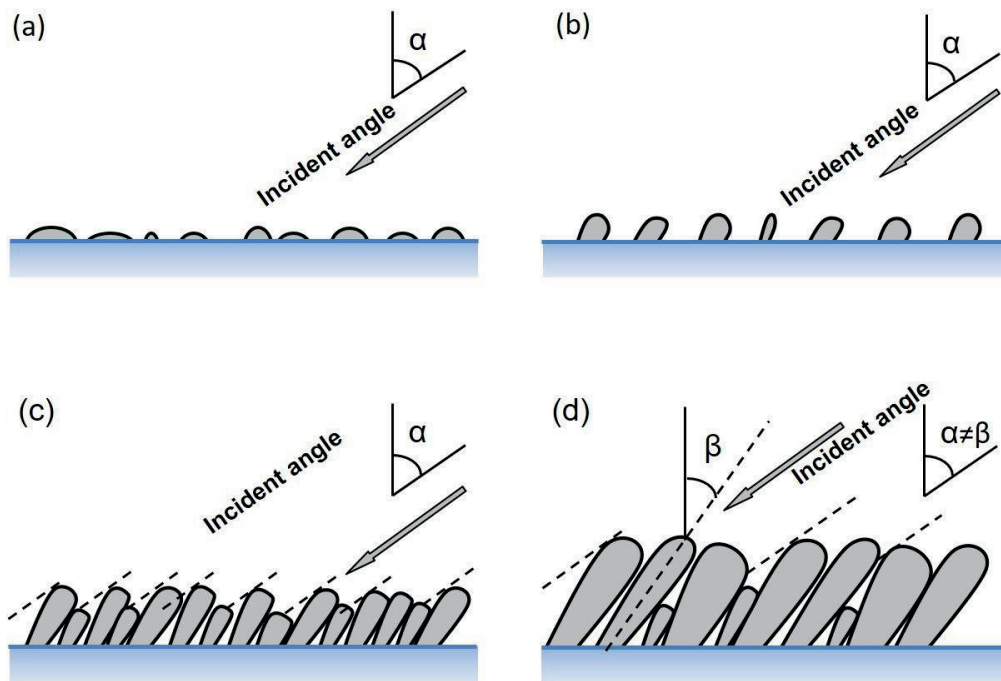 (a)
α
Incident angle
(b)
α
Incident angle
(c)
α
Incident angle
(d)
β
Incident angle
α≠β